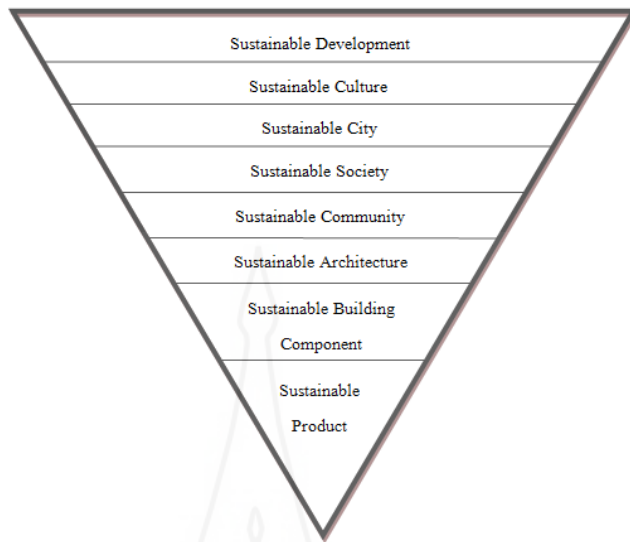 Sustainable Development
Sustainable Culture
Sustainable City
Sustainable Society
Sustainable Community
Sustainable Architecture
Sustainable Building
Component
Sustainable
Product